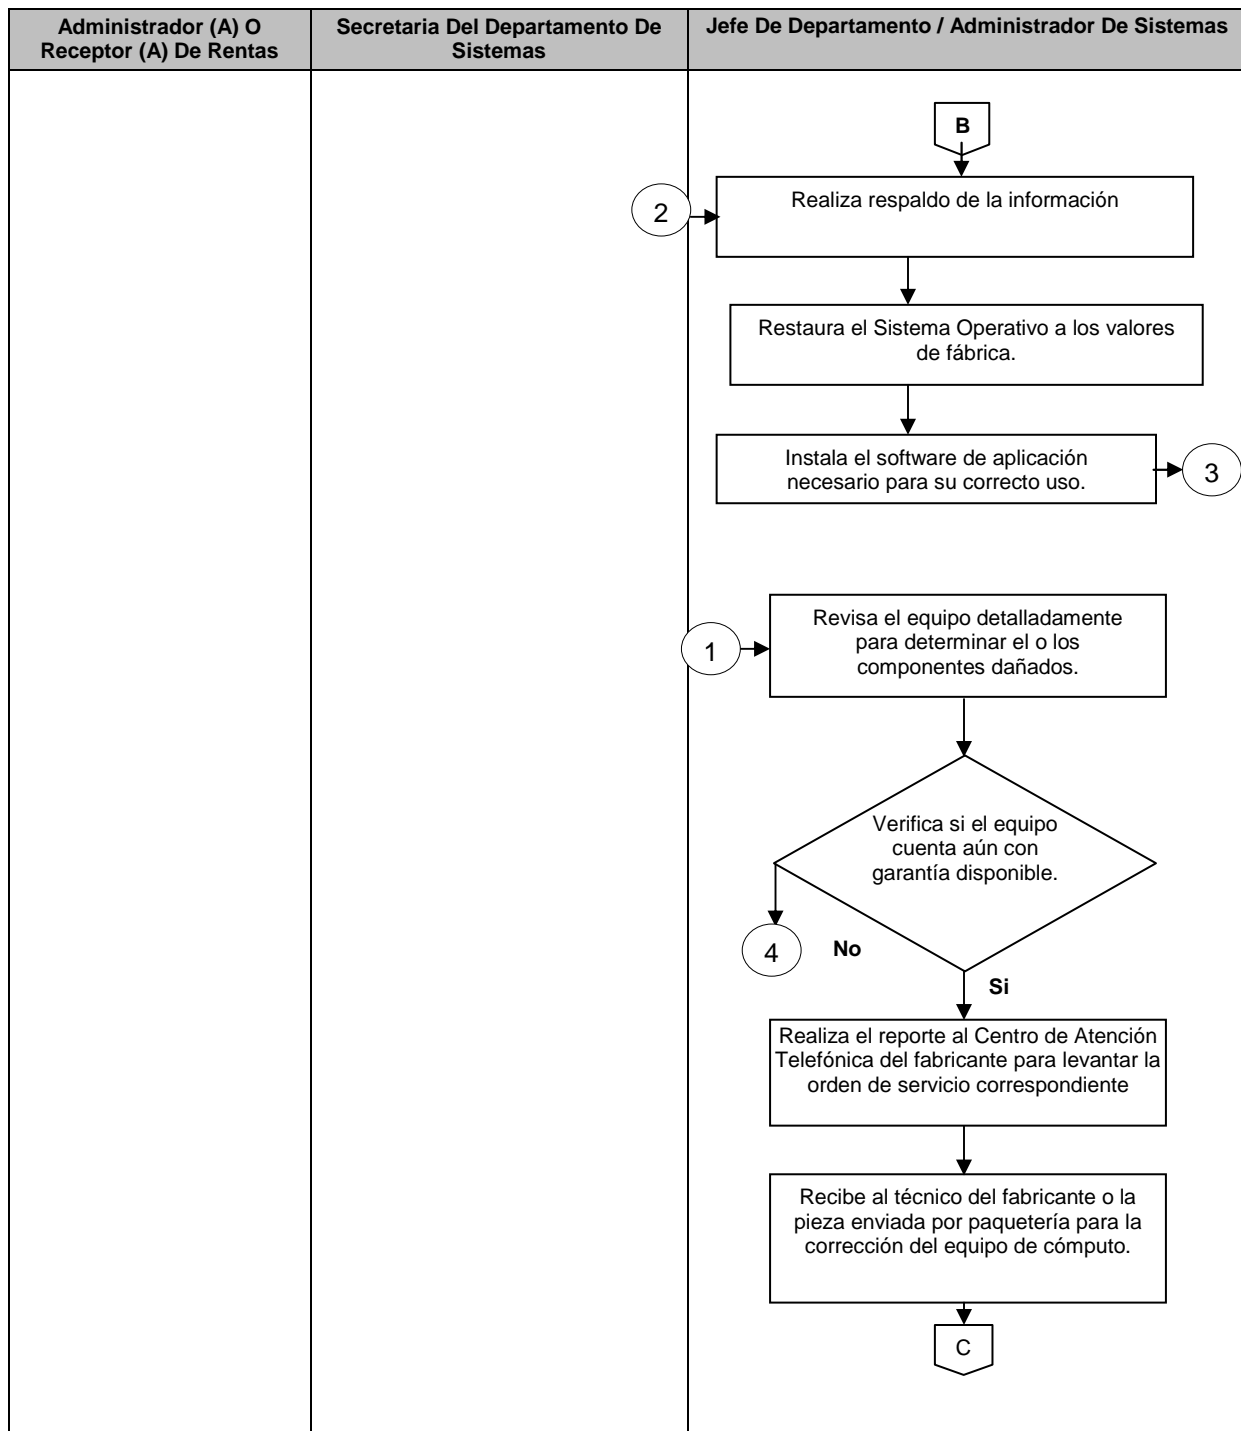 Administrador (A) O
Receptor (A) De Rentas
Secretaria Del Departamento De
Sistemas
Jefe De Departamento / Administrador De Sistemas
B
2
Realiza respaldo de la información
Restaura el Sistema Operativo a los valores
de fábrica.
Instala el software de aplicación
necesario para su correcto uso.
3
1
Revisa el equipo detalladamente
para determinar el o los
componentes dañados.
Verifica si el equipo
cuenta aún con
garantía disponible.
4
No
Si
Realiza el reporte al Centro de Atención
Telefónica del fabricante para levantar la
orden de servicio correspondiente
Recibe al técnico del fabricante o la
pieza enviada por paquetería para la
corrección del equipo de cómputo.
C